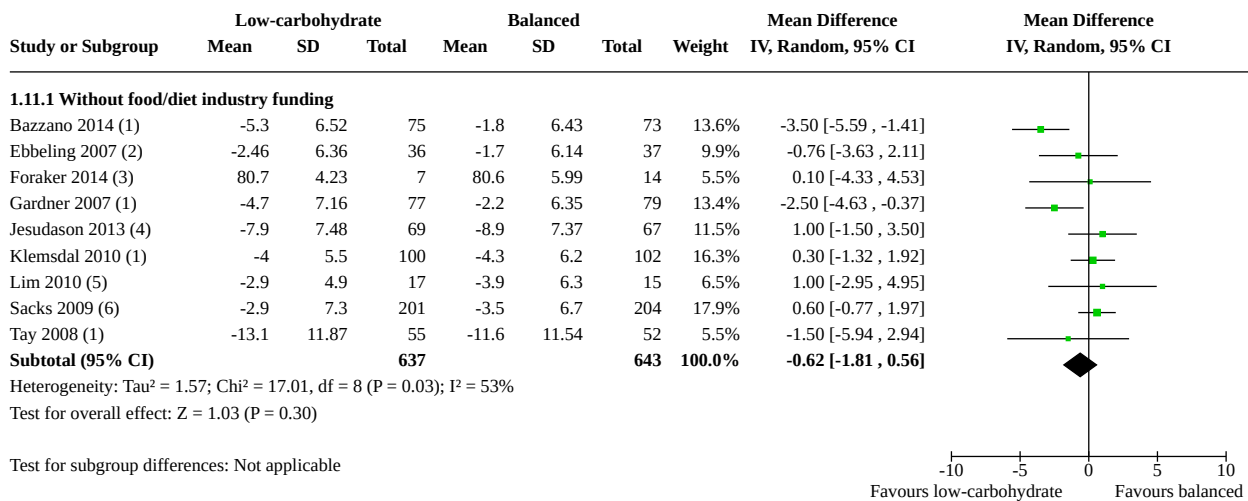 Low-carbohydrate Balanced Mean Difference Mean Difference
Study or Subgroup Mean SD Total Mean SD Total Weight IV, Random, 95% CI IV, Random, 95% CI
1.11.1 Without food/diet industry funding
Bazzano 2014 (1) -5.3 6.52 75 -1.8 6.43 73 13.6% -3.50 [-5.59 , -1.41]
Ebbeling 2007 (2) -2.46 6.36 36 -1.7 6.14 37 9.9% -0.76 [-3.63 , 2.11]
Foraker 2014 (3) 80.7 4.23 7 80.6 5.99 14 5.5% 0.10 [-4.33 , 4.53]
Gardner 2007 (1) -4.7 7.16 77 -2.2 6.35 79 13.4% -2.50 [-4.63 , -0.37]
Jesudason 2013 (4) -7.9 7.48 69 -8.9 7.37 67 11.5% 1.00 [-1.50 , 3.50]
Klemsdal 2010 (1) -4 5.5 100 -4.3 6.2 102 16.3% 0.30 [-1.32 , 1.92]
Lim 2010 (5) -2.9 4.9 17 -3.9 6.3 15 6.5% 1.00 [-2.95 , 4.95]
Sacks 2009 (6) -2.9 7.3 201 -3.5 6.7 204 17.9% 0.60 [-0.77 , 1.97]
Tay 2008 (1) -13.1 11.87 55 -11.6 11.54 52 5.5% -1.50 [-5.94 , 2.94]
Subtotal (95% CI) 637 643 100.0% -0.62 [-1.81 , 0.56]
Heterogeneity: Tau² = 1.57; Chi² = 17.01, df = 8 (P = 0.03); I² = 53%
Test for overall effect: Z = 1.03 (P = 0.30)
Test for subgroup differences: Not applicable
-10 -5 0 5 10
Favours low-carbohydrate Favours balanced